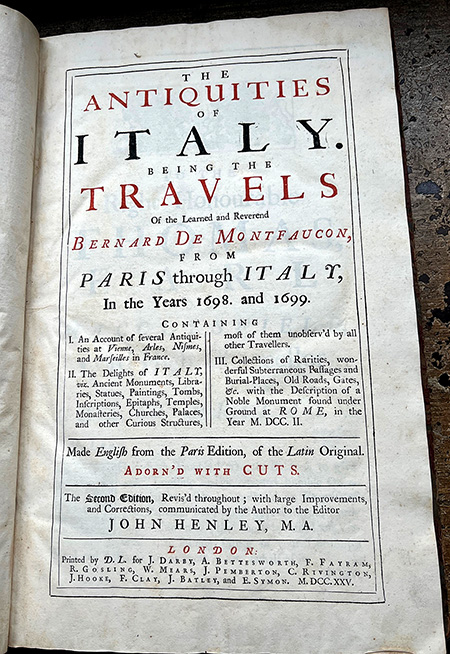 THE
ANTIQUITIES
OF
ITALY.
BEING THE
TRAVELS
Of the Learned and Reverend
BERNARD DE MONTFAUCON,
FROM
PARIS through ITALY,
In the Years 1698. and 1699.
CONTAINING
I. An Account of ſeveral Antiqui-
ties at Vienne, Arles, Niſmes,
and Marſeilles in France.
II. The Delights of ITALY,
viz. Ancient Monuments, Libra-
ries, Statues, Paintings, Tombs,
Inſcriptions, Epitaphs, Temples,
Monaſteries, Churches, Palaces,
and other Curious Structures,
moſt of them unobſerv'd by all
other Travellers.
III. Collections of Rarities, won-
derful Subterraneous Paſſages and
Burial-Places, Old Roads, Gates,
&c. with the Deſcription of a
Noble Monument found under
Ground at ROME, in the
Year M. DCC. II.
Made Engliſh from the Paris Edition, of the Latin Original.
ADORN'D WITH CUTS.
The Second Edition, Revis'd throughout; with large Improvements,
and Corrections, communicated by the Author to the Editor
JOHN HENLEY, M. A.
LONDON:
Printed by D. L. for J. DARBY, A. BETTESWORTH, F. FAYRAM,
R. GOSLING, W. MEARS, J. PEMBERTON, C. RIVINGTON,
J. HOOKE, F. CLAY, J. BATLEY, and E. SYMON. M.DCC.XXV.